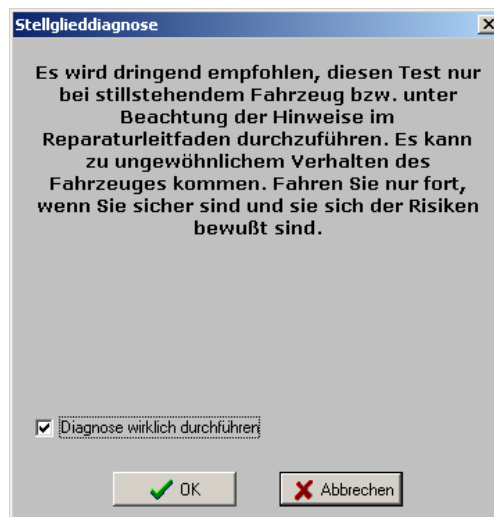 Stellglieddiagnose
Es wird dringend empfohlen, diesen Test nur
bei stillstehendem Fahrzeug bzw. unter
Beachtung der Hinweise im
Reparaturleitfaden durchzuführen. Es kann
zu ungewöhnlichem Verhalten des
Fahrzeuges kommen. Fahren Sie nur fort,
wenn Sie sicher sind und sie sich der Risiken
bewußt sind.
Diagnose wirklich durchführen
OK
Abbrechen